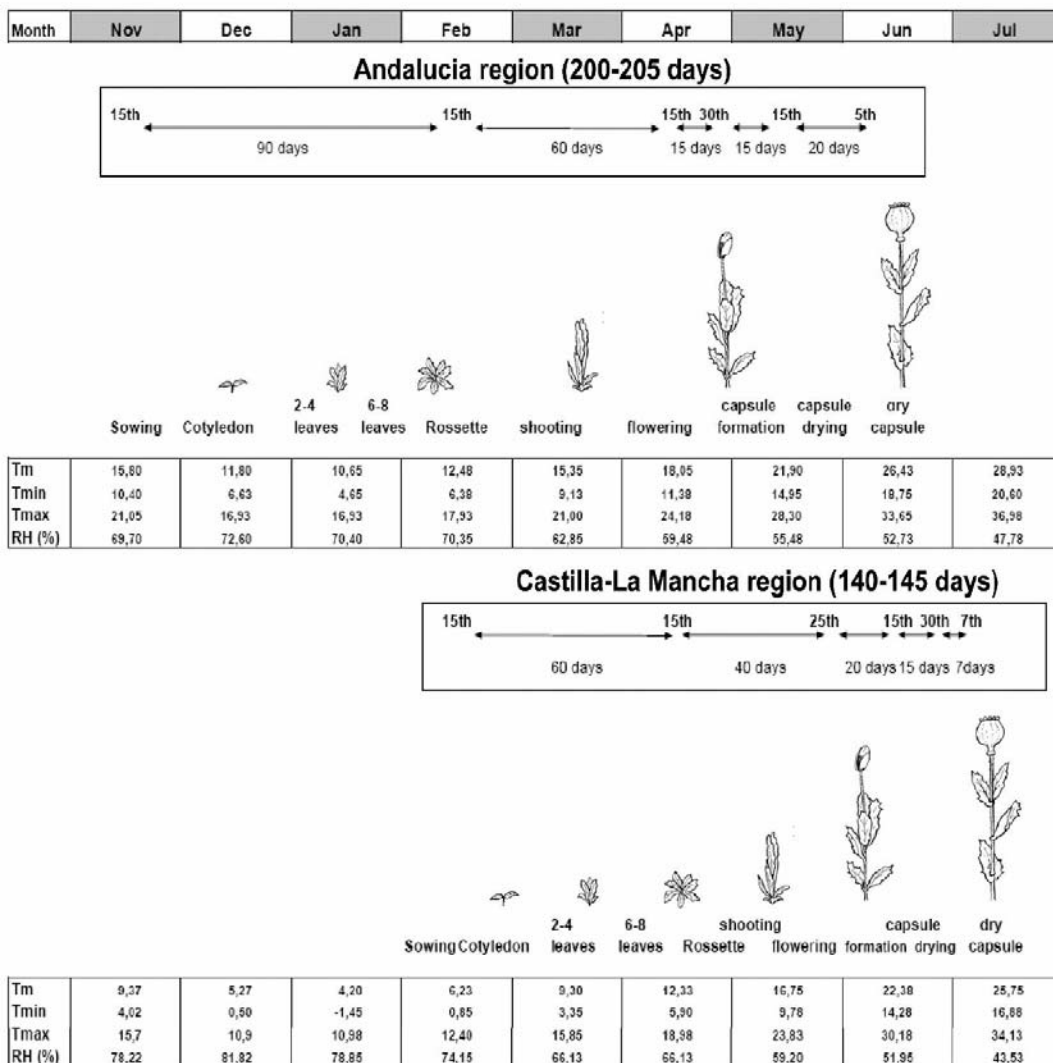 Month Nov Dec Jan Feb Mar Apr May Jun Jul
Andalucia region (200-205 days)
15th 15th 15th 30th 15th 5th
90 days 60 days 15 days 15 days 20 days
2-4 6-8 capsule capsule dry
Sowing Cotyledon leaves leaves Rossette shooting flowering formation drying capsule
Tm 15,80 11,80 10,65 12,48 15,35 18,05 21,90 26,43 28,93
Tmin 10,40 6,63 4,65 6,38 9,13 11,38 14,95 18,75 20,60
Tmax 21,05 16,93 16,93 17,93 21,00 24,18 28,30 33,65 36,98
RH (%) 69,70 72,60 70,40 70,35 62,85 59,48 55,48 52,73 47,78
Castilla-La Mancha region (140-145 days)
15th 15th 25th 15th 30th 7th
60 days 40 days 20 days 15 days 7days
2-4 6-8 shooting capsule dry
Sowing Cotyledon leaves leaves Rossette flowering formation drying capsule
Tm 9,37 5,27 4,20 6,23 9,30 12,33 16,75 22,38 25,75
Tmin 4,02 0,50 -1,45 0,85 3,35 5,90 9,78 14,28 16,88
Tmax 15,7 10,9 10,98 12,40 15,85 18,98 23,83 30,18 34,13
RH (%) 78,22 81,82 78,85 74,15 66,13 66,13 59,20 51,95 43,53